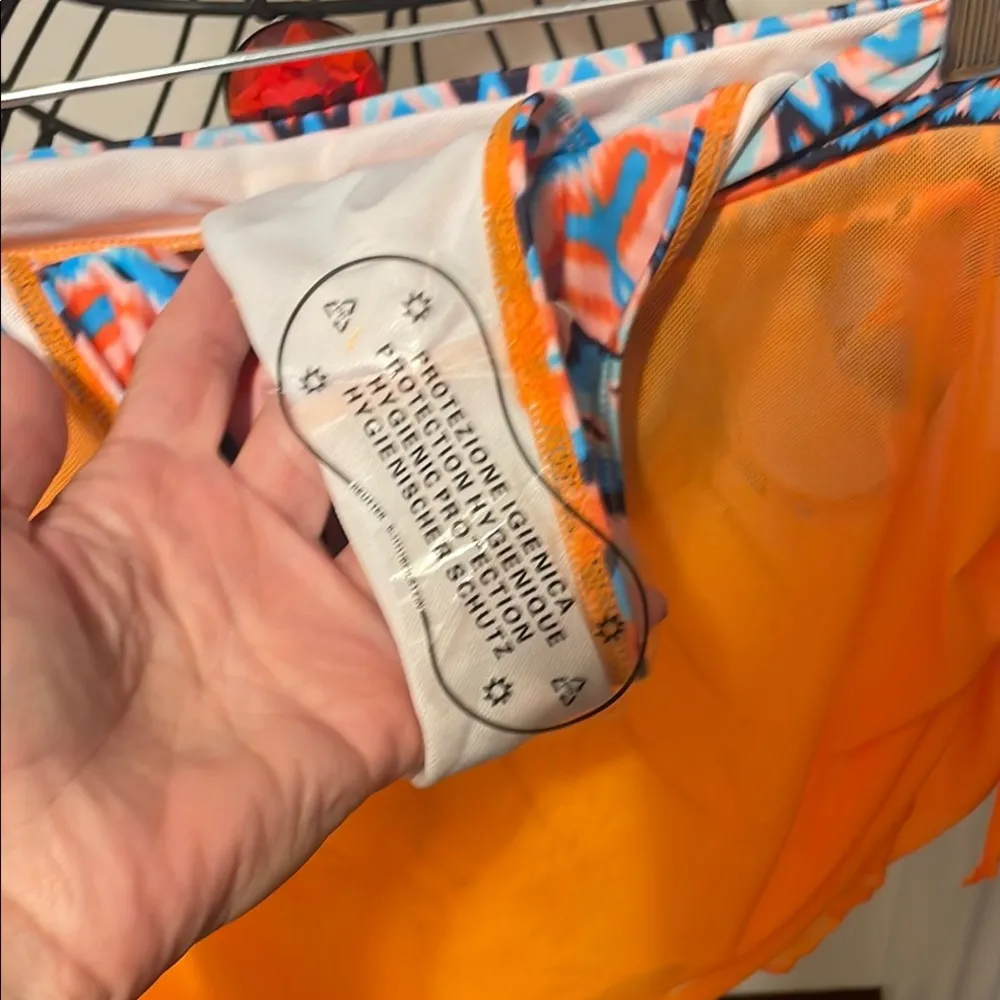 PROTEZIONE IGIENICA
PROTECTION HYGIENIQUE
HYGIENIC PROTECTION
HYGIENISCHER SCHUTZ